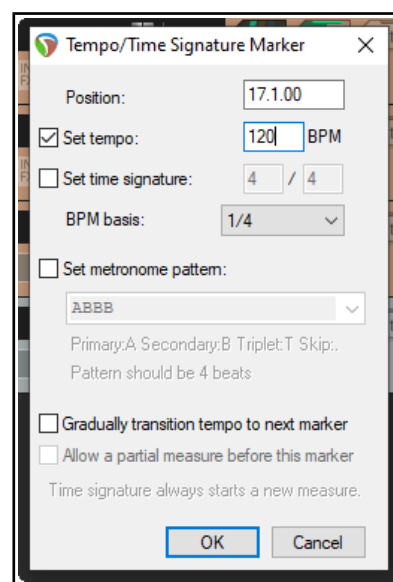 Tempo/Time Signature Marker
Position: 17.1.00
Set tempo: 120 BPM
Set time signature: 4 / 4
BPM basis: 1/4
Set metronome pattern:
ABBB
Primary:A Secondary:B Triplet:T Skip:.
Pattern should be 4 beats
Gradually transition tempo to next marker
Allow a partial measure before this marker
Time signature always starts a new measure.
OK Cancel